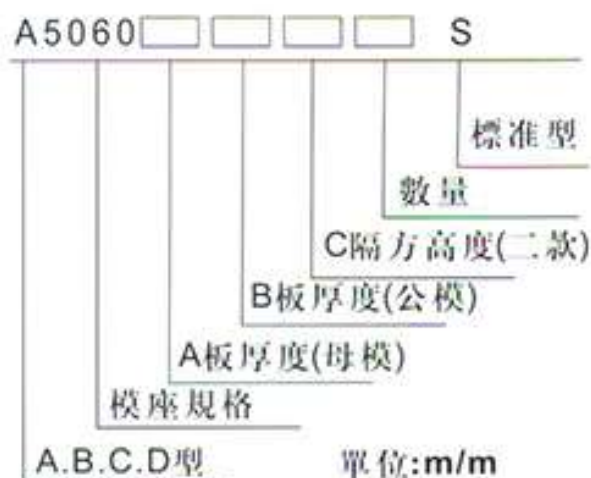 A5060 S
標准型
數量
C隔方高度(二款)
B板厚度(公模)
A板厚度(母模)
模座規格
A.B.C.D型
單位:m/m